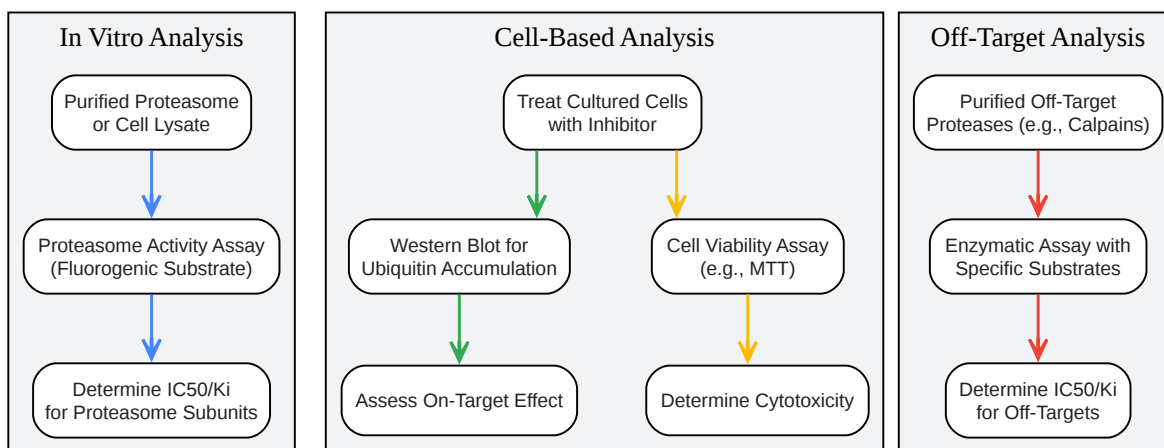 In Vitro Analysis
Purified Proteasome
or Cell Lysate
Proteasome Activity Assay
(Fluorogenic Substrate)
Determine IC50/Ki
for Proteasome Subunits
Cell-Based Analysis
Treat Cultured Cells
with Inhibitor
Western Blot for
Ubiquitin Accumulation
Assess On-Target Effect
Cell Viability Assay
(e.g., MTT)
Determine Cytotoxicity
Off-Target Analysis
Purified Off-Target
Proteases (e.g., Calpains)
Enzymatic Assay with
Specific Substrates
Determine IC50/Ki
for Off-Targets